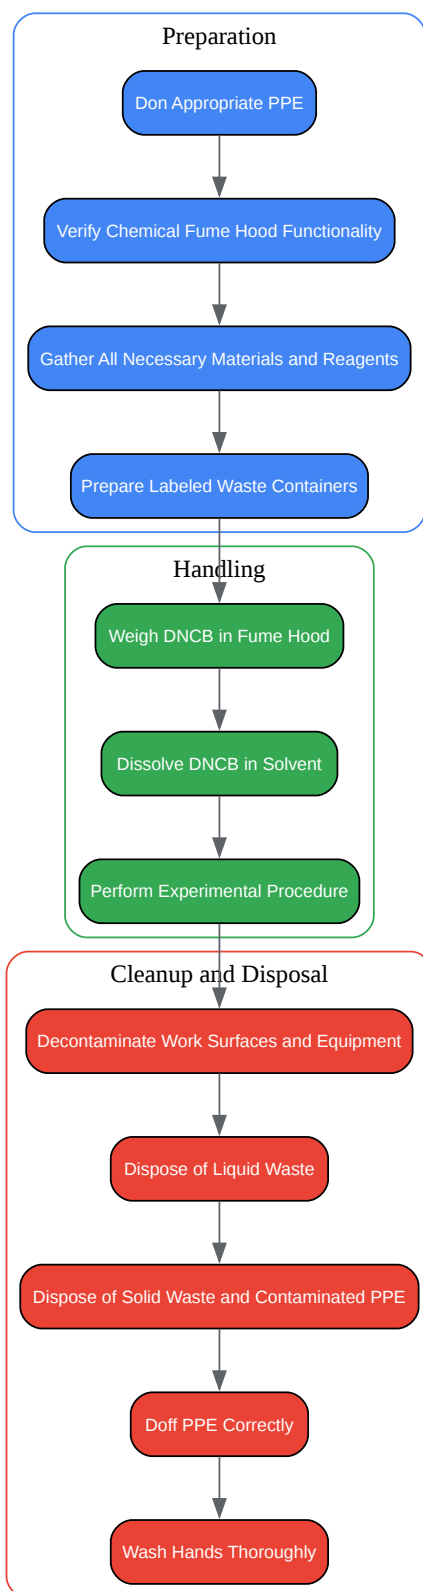 Preparation
Don Appropriate PPE
Verify Chemical Fume Hood Functionality
Gather All Necessary Materials and Reagents
Prepare Labeled Waste Containers
Handling
Weigh DNCB in Fume Hood
Dissolve DNCB in Solvent
Perform Experimental Procedure
Cleanup and Disposal
Decontaminate Work Surfaces and Equipment
Dispose of Liquid Waste
Dispose of Solid Waste and Contaminated PPE
Doff PPE Correctly
Wash Hands Thoroughly